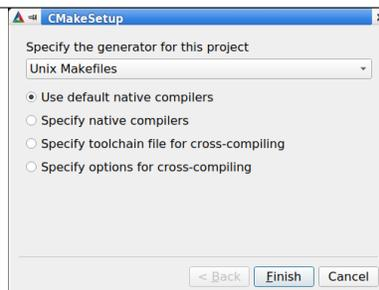 CMakeSetup
Specify the generator for this project
Unix Makefiles
Use default native compilers
Specify native compilers
Specify toolchain file for cross-compiling
Specify options for cross-compiling
< Back Finish Cancel